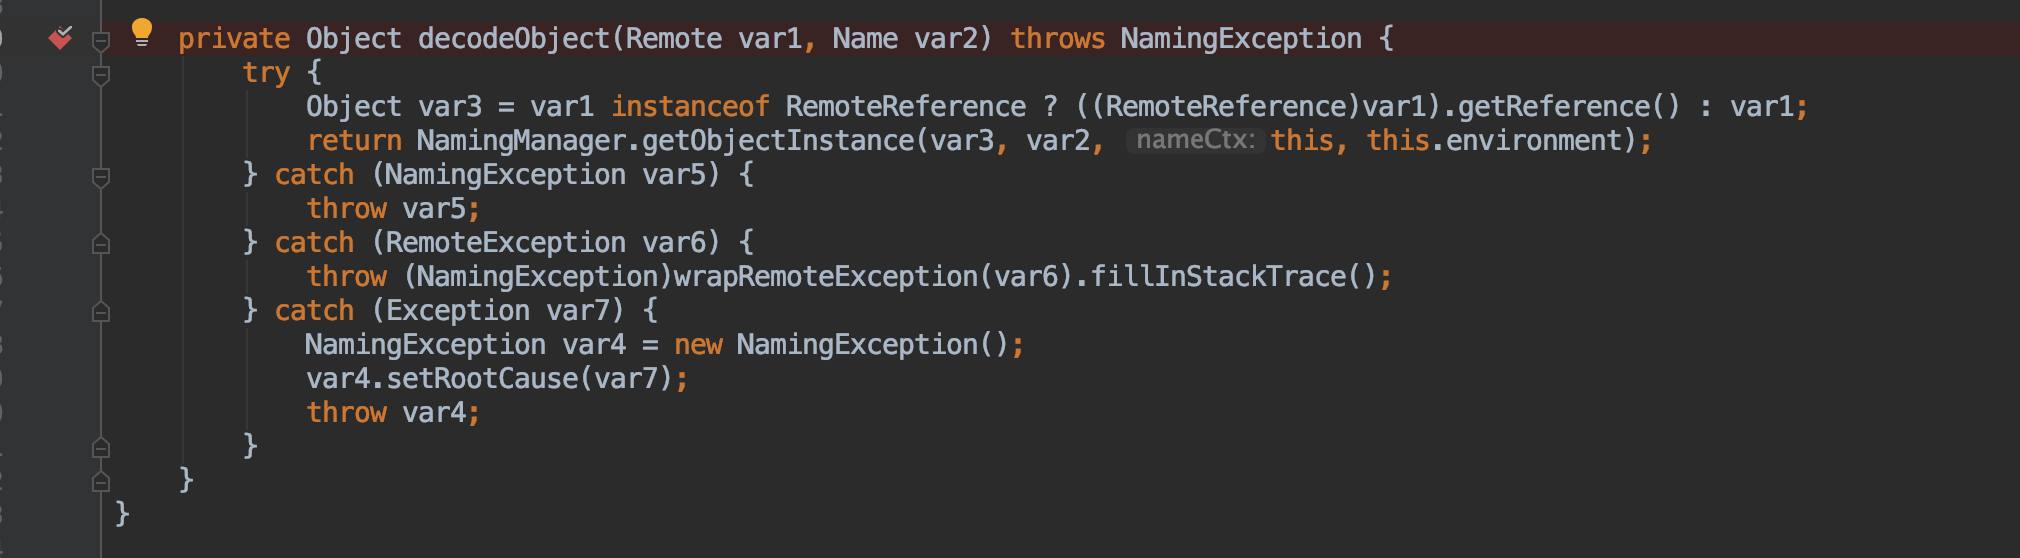 private Object decodeObject(Remote var1, Name var2) throws NamingException {
try {
Object var3 = var1 instanceof RemoteReference ? ((RemoteReference)var1).getReference() : var1;
return NamingManager.getObjectInstance(var3, var2, nameCtx: this, this.environment);
} catch (NamingException var5) {
throw var5;
} catch (RemoteException var6) {
throw (NamingException)wrapRemoteException(var6).fillInStackTrace();
} catch (Exception var7) {
NamingException var4 = new NamingException();
var4.setRootCause(var7);
throw var4;
}
}
}